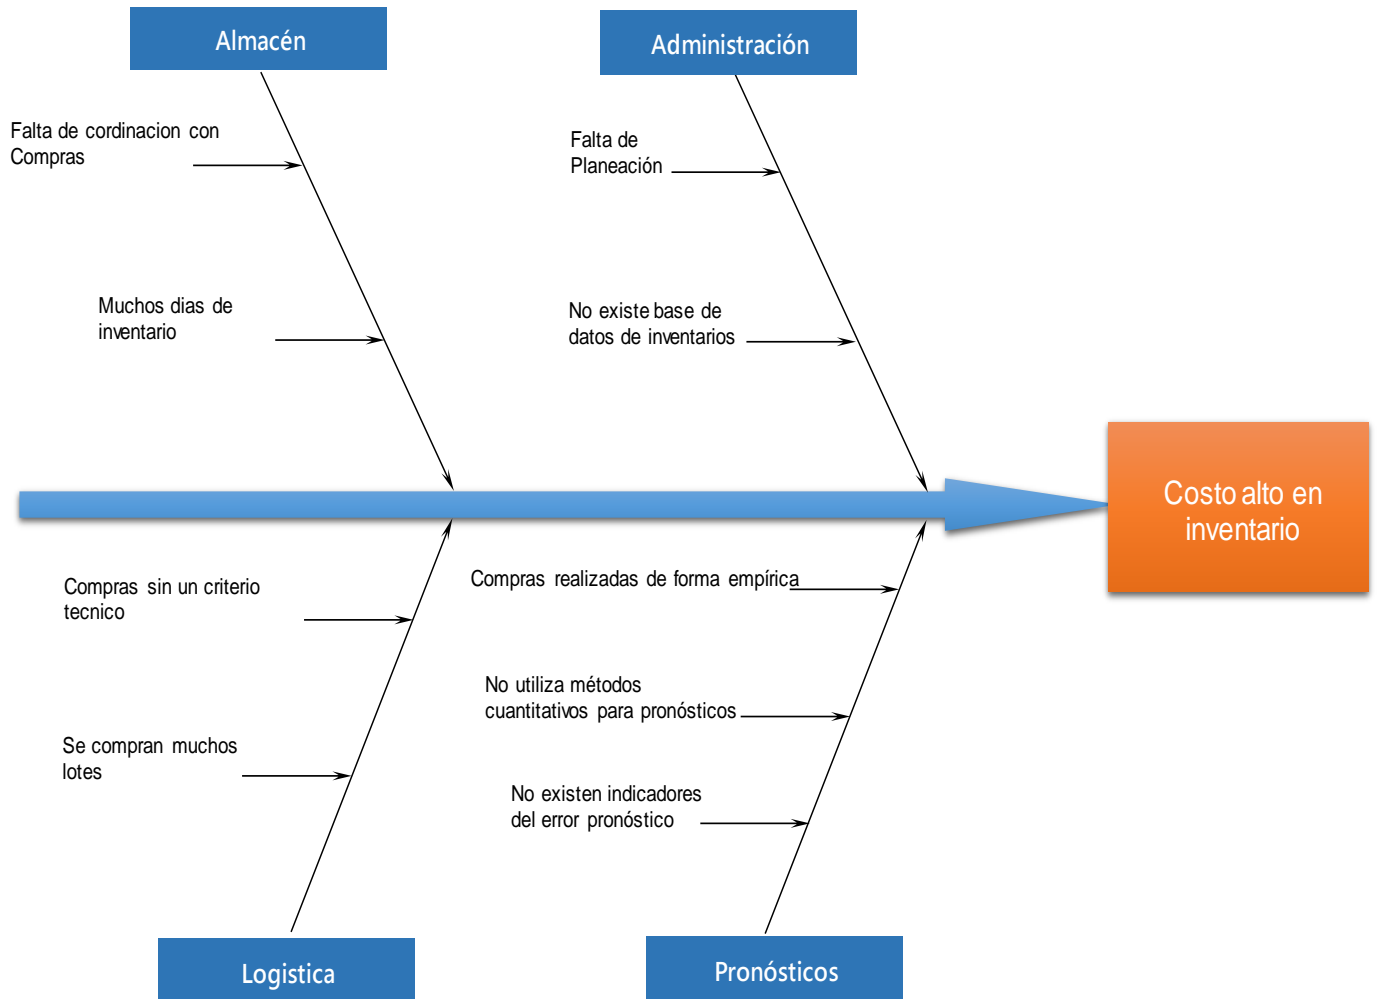 Almacén
Administración
Falta de cordinacion con
Compras
Falta de
Planeación
Muchos dias de
inventario
No existe base de
datos de inventarios
Costo alto en
inventario
Compras sin un criterio
tecnico
Compras realizadas de forma empírica
No utiliza métodos
cuantitativos para pronósticos
Se compran muchos
lotes
No existen indicadores
del error pronóstico
Logistica
Pronósticos